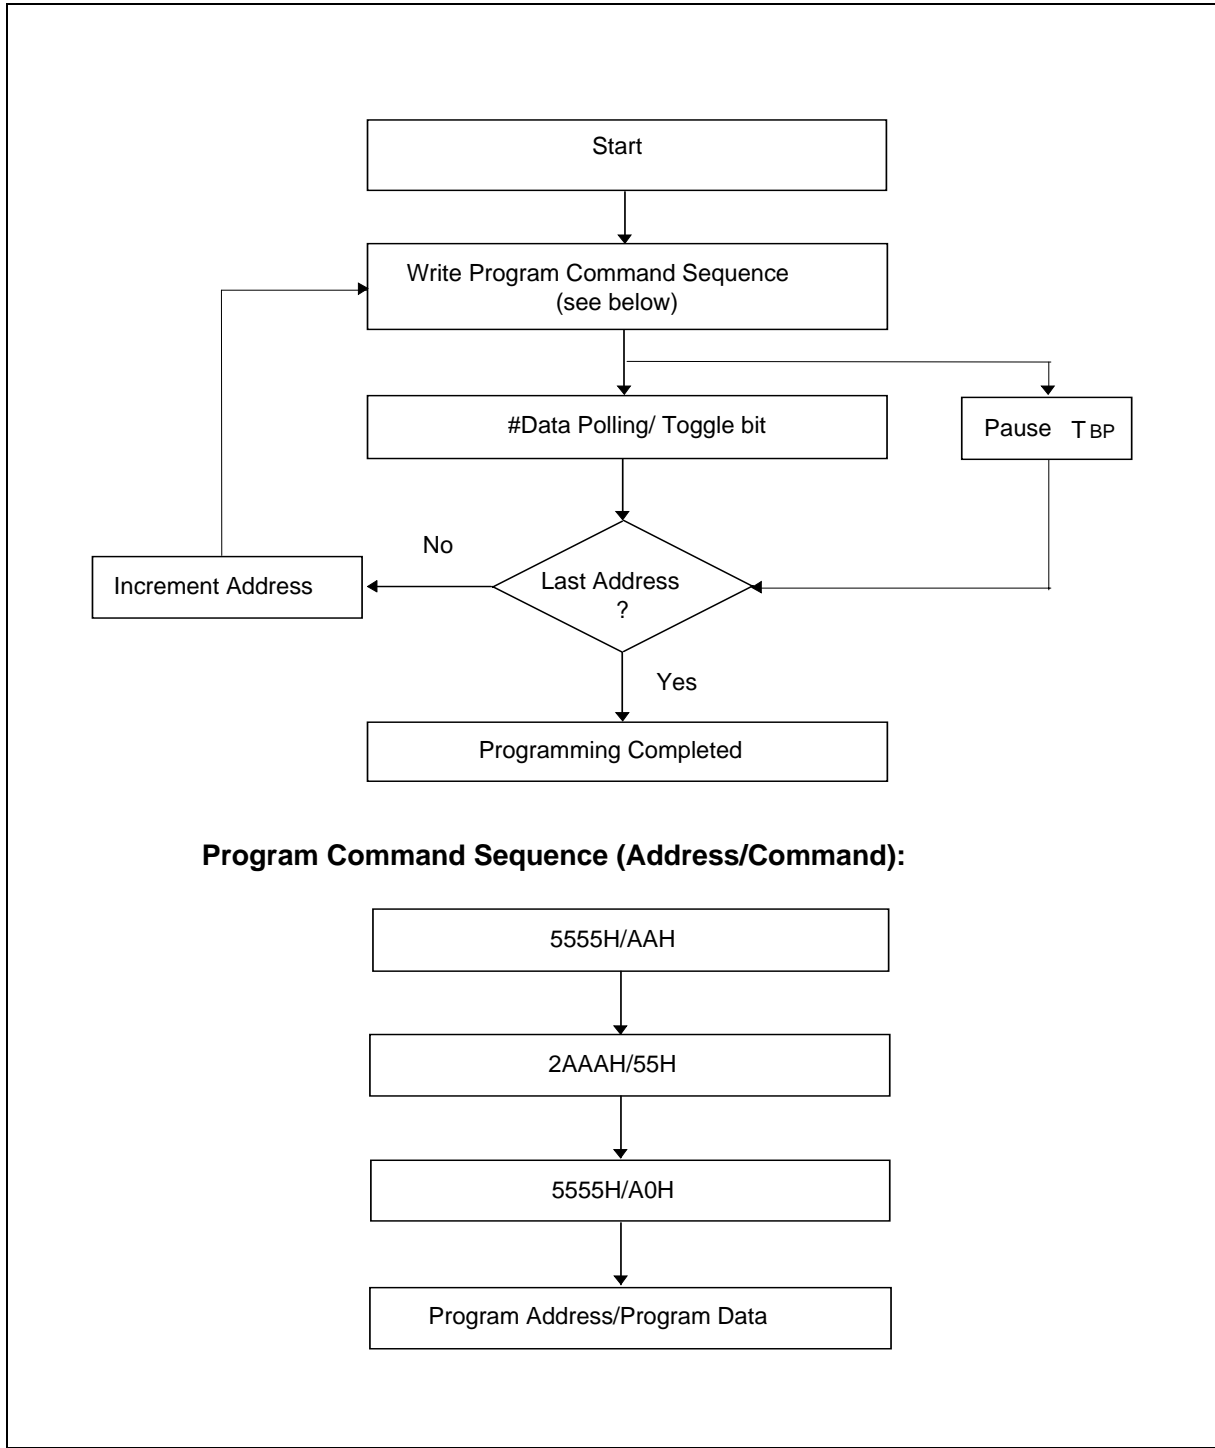 Start
Write Program Command Sequence
(see below)
#Data Polling/ Toggle bit
Pause TBP
No
Increment Address
Last Address
?
Yes
Programming Completed
Program Command Sequence (Address/Command):
5555H/AAH
2AAAH/55H
5555H/A0H
Program Address/Program Data